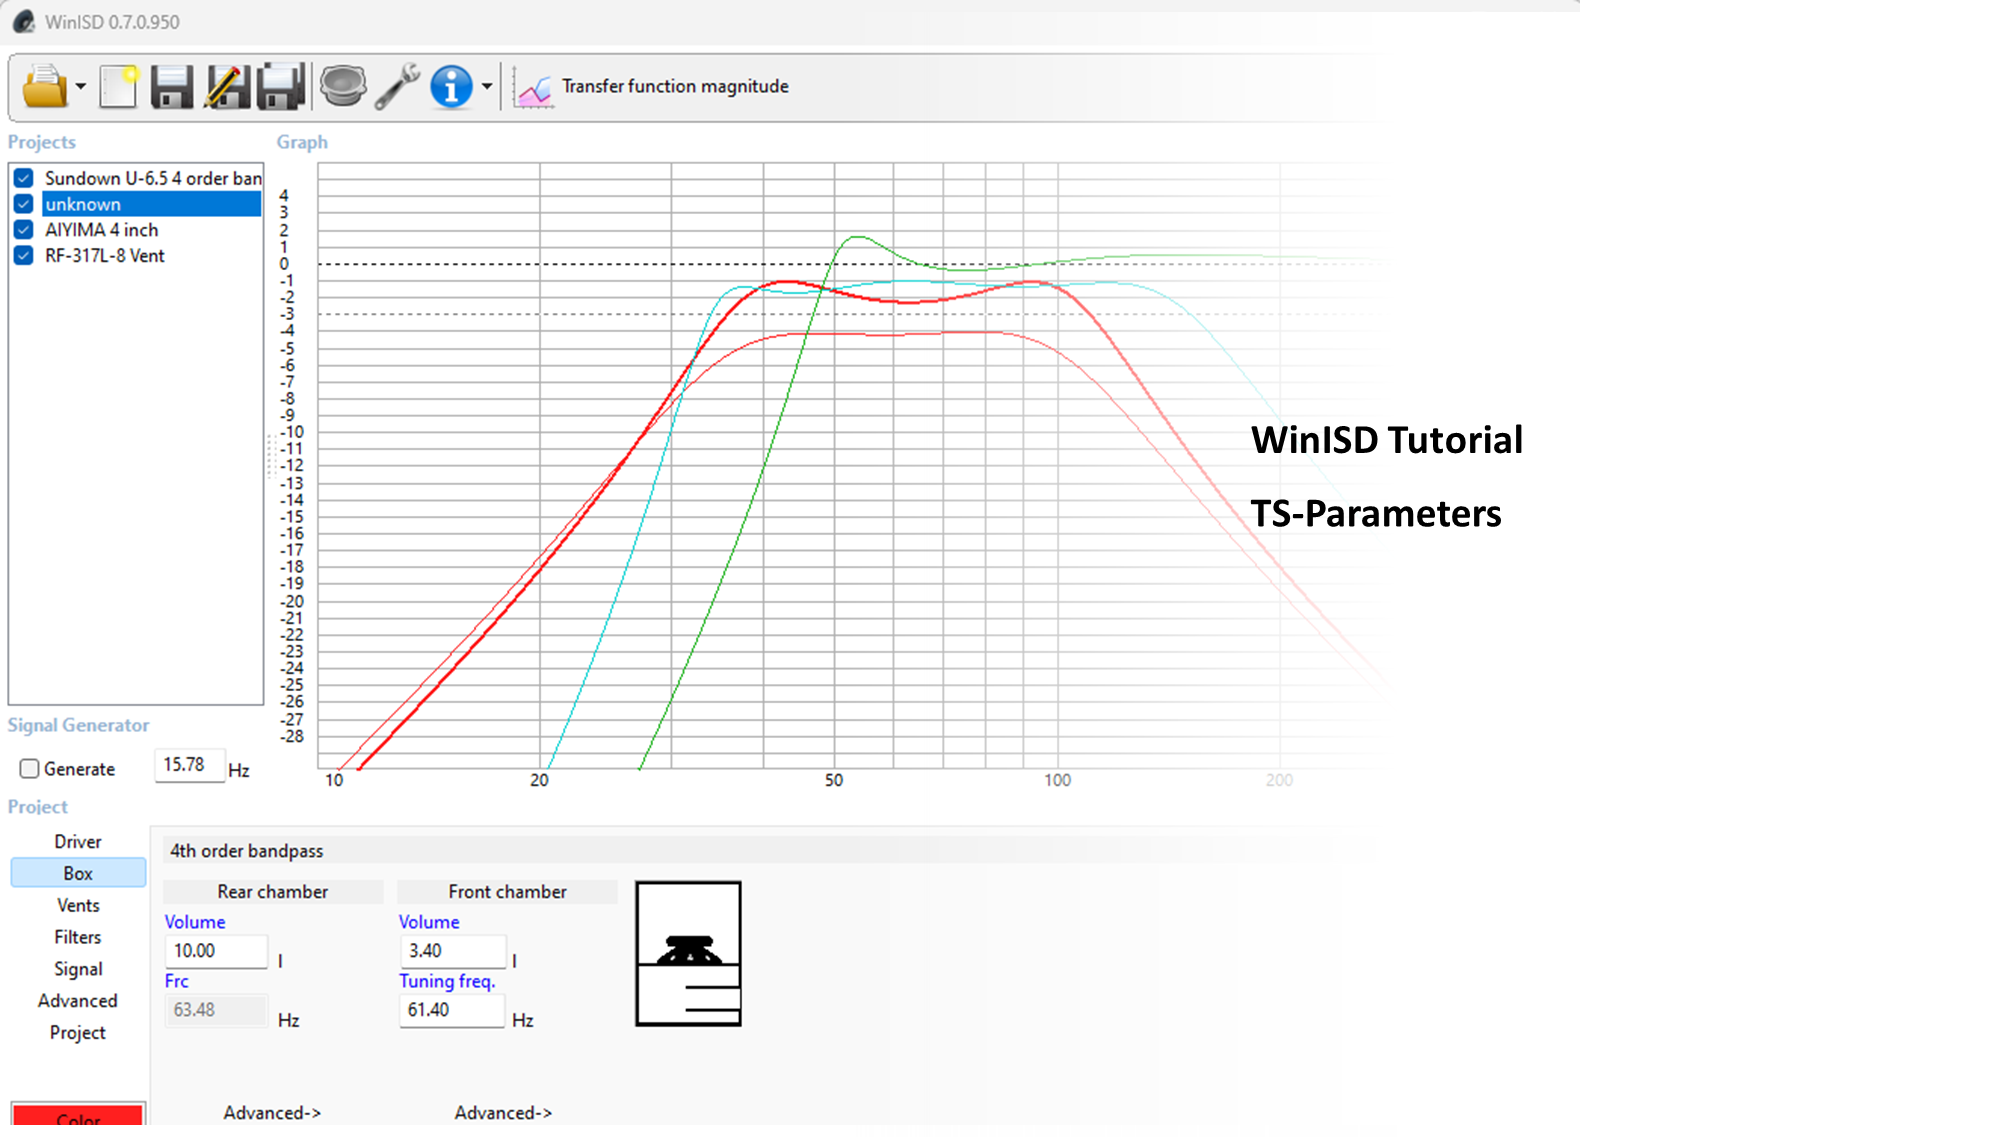 WinISD 0.7.0.950
Transfer function magnitude
Projects
Graph
Sundown U-6.5 4 order ban
unknown
AIYIMA 4 inch
RF-317L-8 Vent
4
3
2
1
0
-1
-2
-3
-4
-5
-6
-7
-8
-9
-10
-11
-12
-13
-14
-15
-16
-17
-18
-19
-20
-21
-22
-23
-24
-25
-26
-27
-28
10 20 50 100 200
WinISD Tutorial
TS-Parameters
Signal Generator
Generate 15.78 Hz
Project
Driver
Box
Vents
Filters
Signal
Advanced
Project
Color
4th order bandpass
Rear chamber
Volume
10.00 l
Frc
63.48 Hz
Advanced->
Front chamber
Volume
3.40 l
Tuning freq.
61.40 Hz
Advanced->